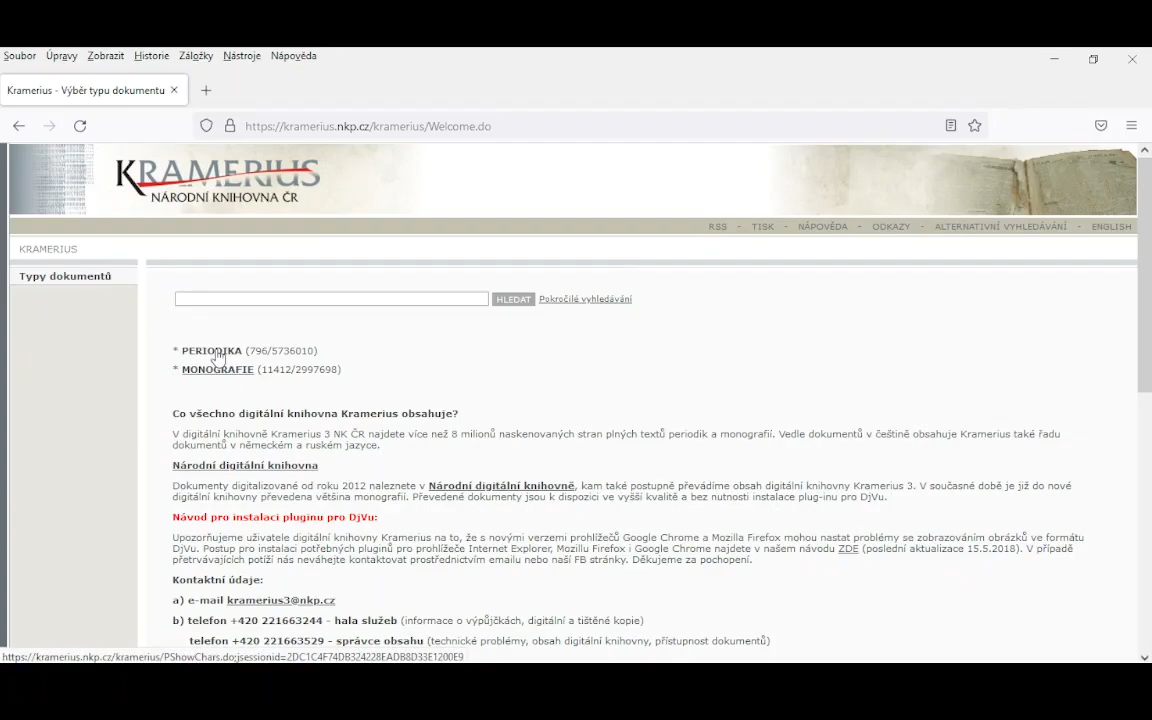 Soubor Úpravy Zobrazit Historie Záložky Nástroje Nápověda
Kramerius - Výběr typu dokumentu
https://kramerius.nkp.cz/kramerius/Welcome.do
KRAMERIUS
NÁRODNÍ KNIHOVNA ČR
RSS - TISK - NÁPOVĚDA - ODKAZY - ALTERNATIVNÍ VYHLEDÁVÁNÍ - ENGLISH
KRAMERIUS
Typy dokumentů
HLEDAT Pokročilé vyhledávání
* PERIODIKA (796/5736010)
* MONOGRAFIE (11412/2997698)
Co všechno digitální knihovna Kramerius obsahuje?
V digitální knihovně Kramerius 3 NK ČR najdete více než 8 milionů naskenovaných stran plných textů periodik a monografií. Vedle dokumentů v češtině obsahuje Kramerius také řadu
dokumentů v německém a ruském jazyce.
Národní digitální knihovna
Dokumenty digitalizované od roku 2012 naleznete v Národní digitální knihovně, kam také postupně převádíme obsah digitální knihovny Kramerius 3. V současné době je již do nové
digitální knihovny převedena většina monografií. Převedené dokumenty jsou k dispozici ve vyšší kvalitě a bez nutnosti instalace plug-inu pro DjVu.
Návod pro instalaci pluginu pro DjVu:
Upozorňujeme uživatele digitální knihovny Kramerius na to, že s novými verzemi prohlížečů Google Chrome a Mozilla Firefox mohou nastat problémy se zobrazováním obrázků ve formátu
DjVu. Postup pro instalaci potřebných pluginů pro prohlížeče Internet Explorer, Mozillu Firefox i Google Chrome najdete v našem návodu ZDE (poslední aktualizace 15.5.2018). V případě
přetrvávajících potíží nás neváhejte kontaktovat prostřednictvím emailu nebo naší FB stránky. Děkujeme za pochopení.
Kontaktní údaje:
a) e-mail kramerius3@nkp.cz
b) telefon +420 221663244 - hala služeb (informace o výpůjčkách, digitální a tištěné kopie)
telefon +420 221663529 - správce obsahu (technické problémy, obsah digitální knihovny, přístupnost dokumentů)
https://kramerius.nkp.cz/kramerius/PShowChars.do;jsessionid=2DC1C4F74DB324228EADB8D33E1200E9